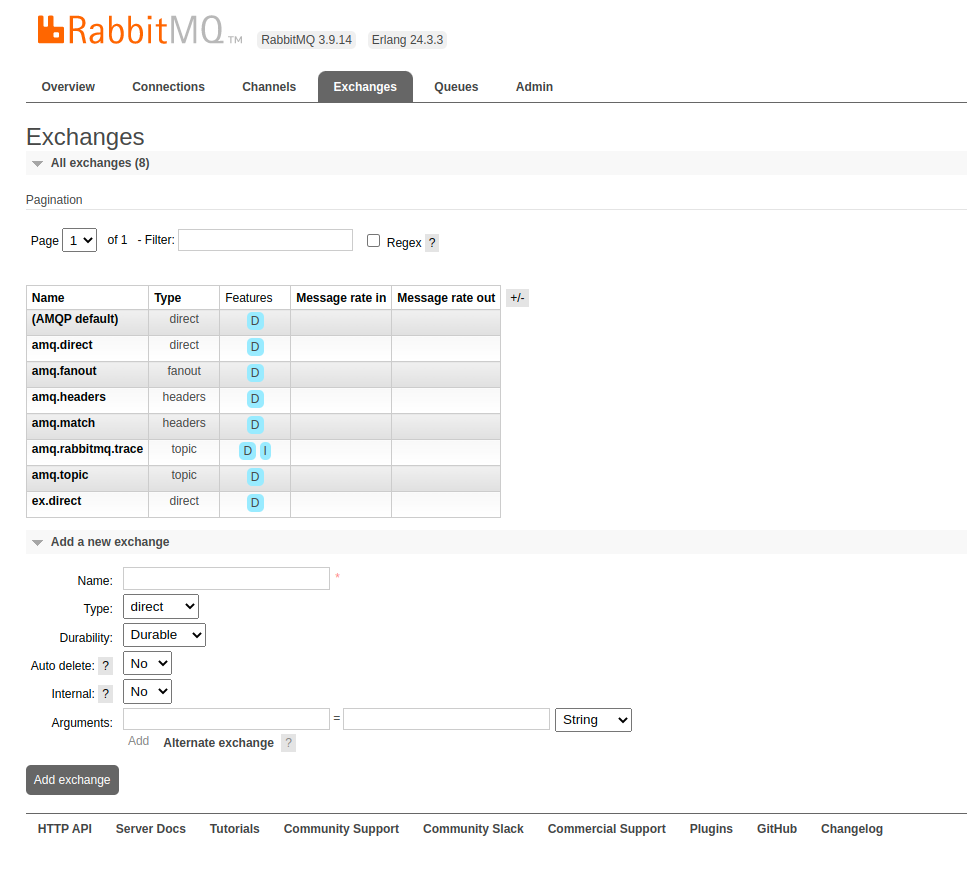 RabbitMQ TM RabbitMQ 3.9.14 Erlang 24.3.3
Overview Connections Channels Exchanges Queues Admin
Exchanges
All exchanges (8)
Pagination
Page 1 of 1 - Filter: Regex ?
Name Type Features Message rate in Message rate out +/-
(AMQP default) direct D
amq.direct direct D
amq.fanout fanout D
amq.headers headers D
amq.match headers D
amq.rabbitmq.trace topic D I
amq.topic topic D
ex.direct direct D
Add a new exchange
Name: *
Type: direct
Durability: Durable
Auto delete: ? No
Internal: ? No
Arguments: = String
Add Alternate exchange ?
Add exchange
HTTP API Server Docs Tutorials Community Support Community Slack Commercial Support Plugins GitHub Changelog